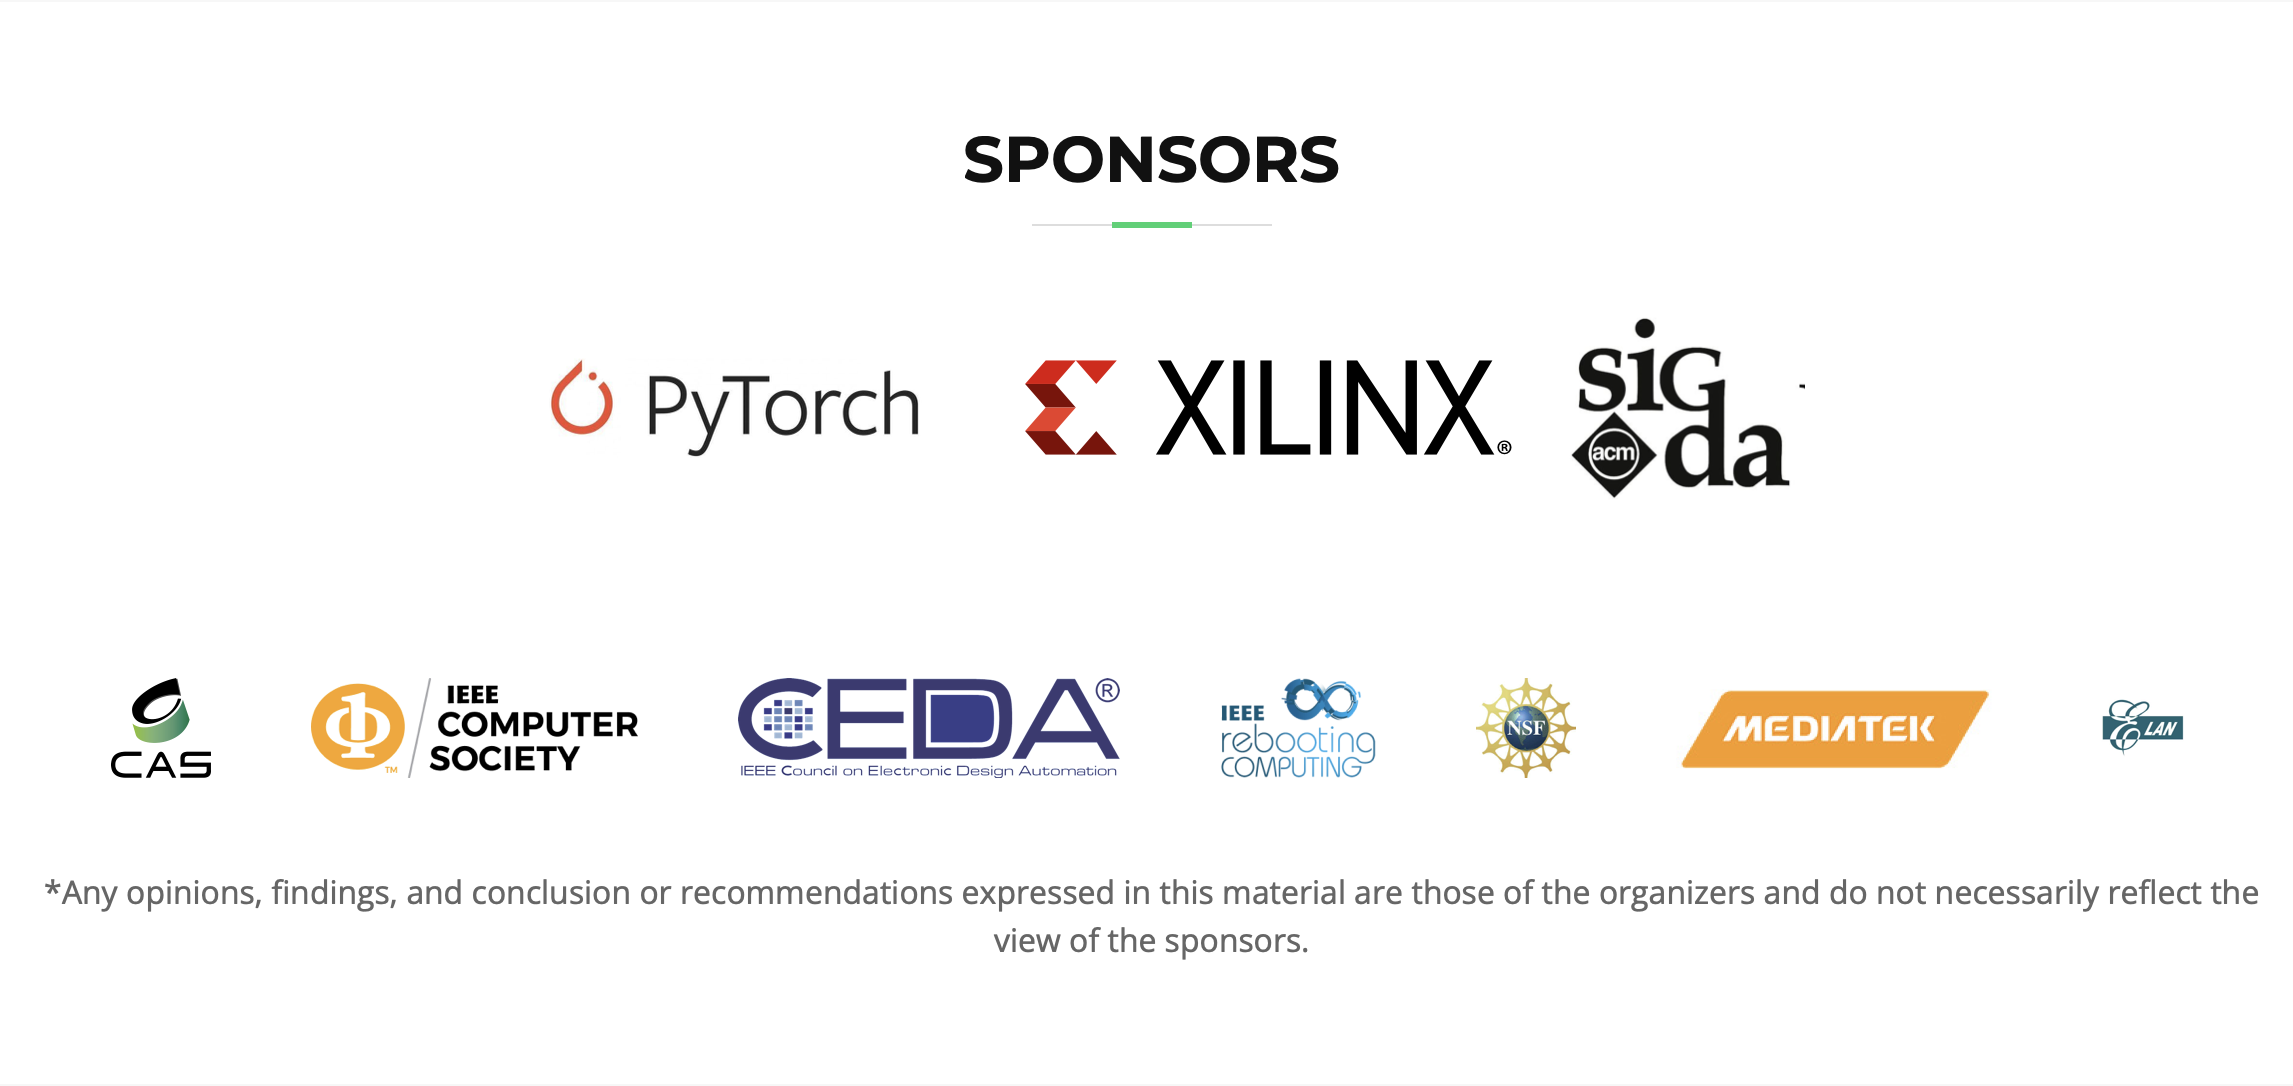 SPONSORS
PyTorch
XILINX®
sigda
acm
CAS
IEEE
COMPUTER
SOCIETY
TM
CEDA®
IEEE Council on Electronic Design Automation
IEEE
rebooting
COMPUTING
NSF
MEDIATEK
ELAN
*Any opinions, findings, and conclusion or recommendations expressed in this material are those of the organizers and do not necessarily reflect the
view of the sponsors.